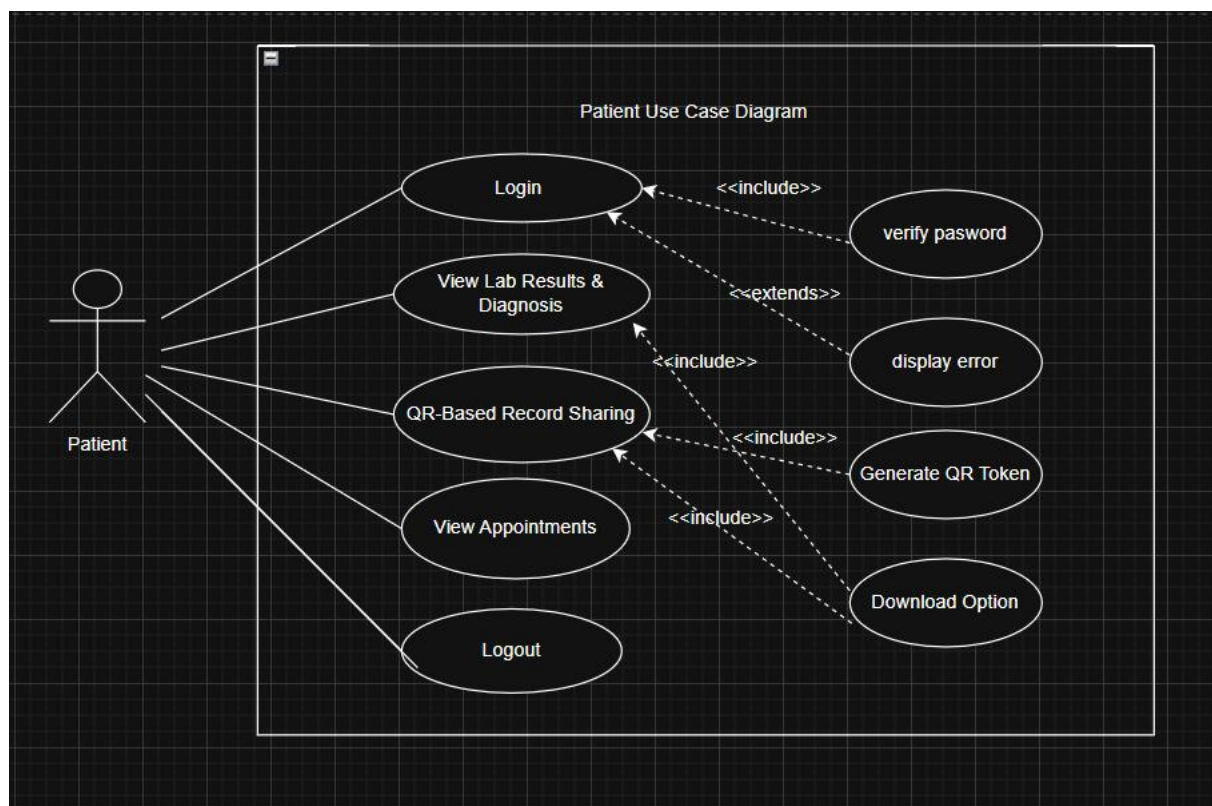 Patient Use Case Diagram
Login
<<include>>
verify pasword
View Lab Results &
Diagnosis
<<extends>>
<<include>>
display error
QR-Based Record Sharing
<<include>>
Patient
Generate QR Token
<<include>>
View Appointments
Download Option
Logout